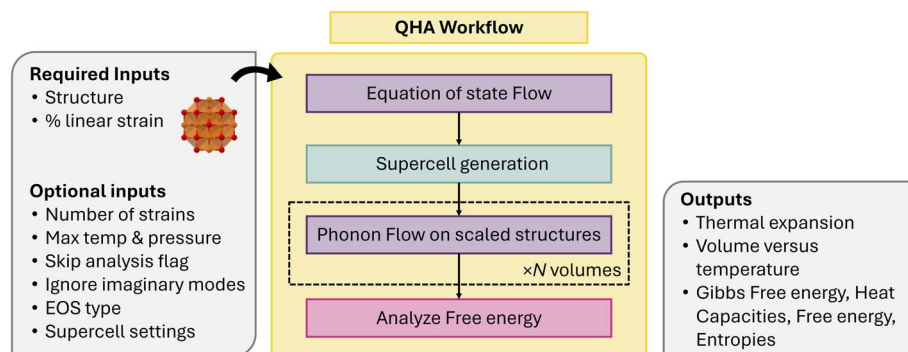 QHA Workflow
Required Inputs
• Structure
• % linear strain
Optional inputs
• Number of strains
• Max temp & pressure
• Skip analysis flag
• Ignore imaginary modes
• EOS type
• Supercell settings
Equation of state Flow
Supercell generation
Phonon Flow on scaled structures
×N volumes
Analyze Free energy
Outputs
• Thermal expansion
• Volume versus
temperature
• Gibbs Free energy, Heat
Capacities, Free energy,
Entropies